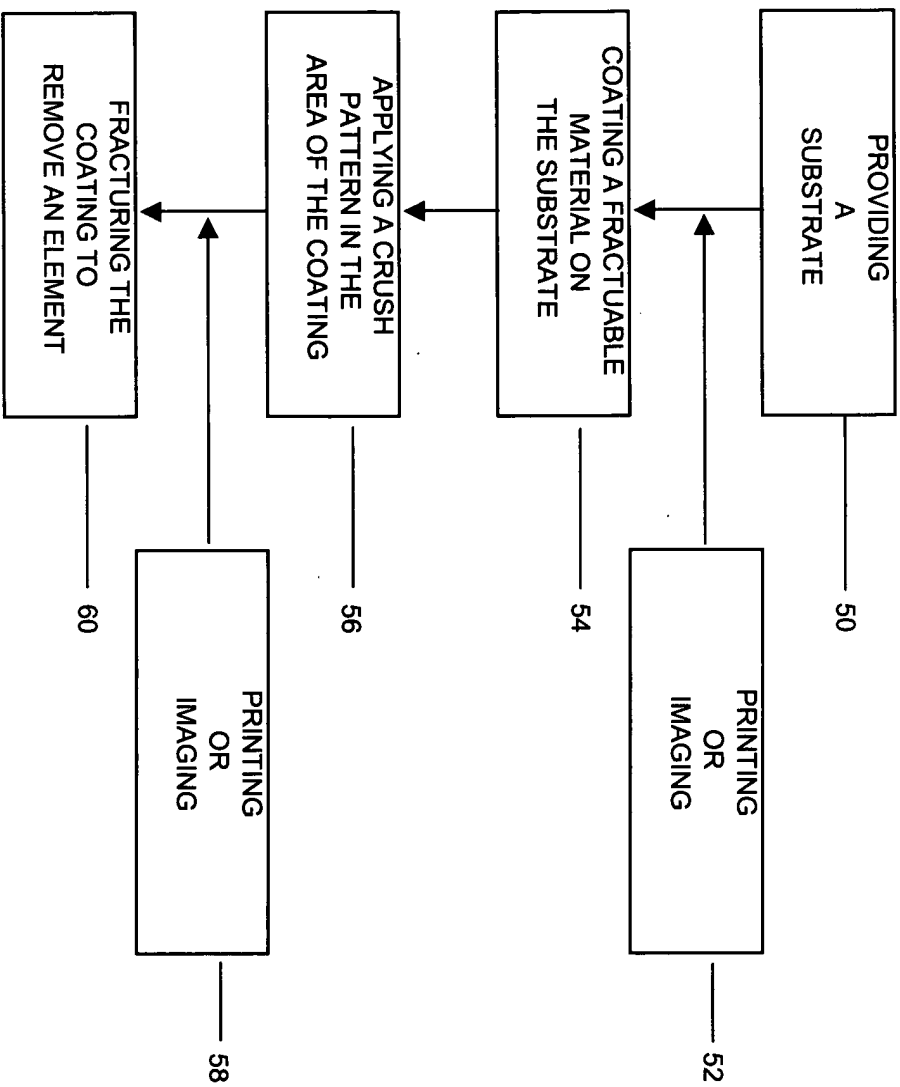 PROVIDING
A
SUBSTRATE
50
PRINTING
OR
IMAGING
52
COATING A FRACTUABLE
MATERIAL ON
THE SUBSTRATE
54
APPLYING A CRUSH
PATTERN IN THE
AREA OF THE COATING
56
PRINTING
OR
IMAGING
58
FRACTURING THE
COATING TO
REMOVE AN ELEMENT
60